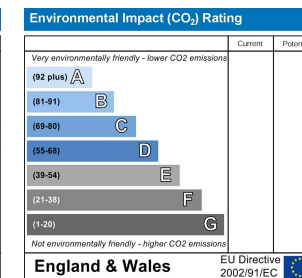 Environmental Impact (CO₂) Rating
Current Poten
Very environmentally friendly - lower CO2 emissions
(92 plus) A
(81-91) B
(69-80) C
(55-68) D
(39-54) E
(21-38) F
(1-20) G
Not environmentally friendly - higher CO2 emissions
England & Wales
EU Directive
2002/91/EC